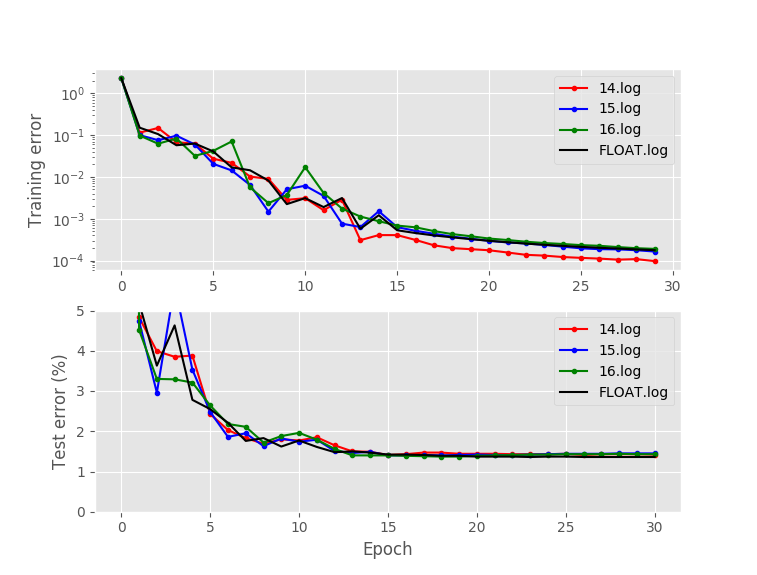 Training error
10⁰
10⁻¹
10⁻²
10⁻³
10⁻⁴
0 5 10 15 20 25 30
14.log
15.log
16.log
FLOAT.log
Test error (%)
5
4
3
2
1
0
0 5 10 15 20 25 30
14.log
15.log
16.log
FLOAT.log
Epoch